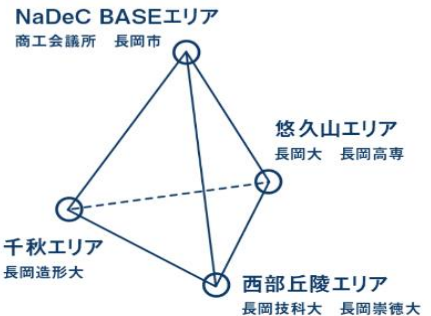 NaDeC BASEエリア
商工会議所　長岡市
悠久山エリア
長岡大　長岡高専
千秋エリア
長岡造形大
西部丘陵エリア
長岡技科大　長岡崇徳大